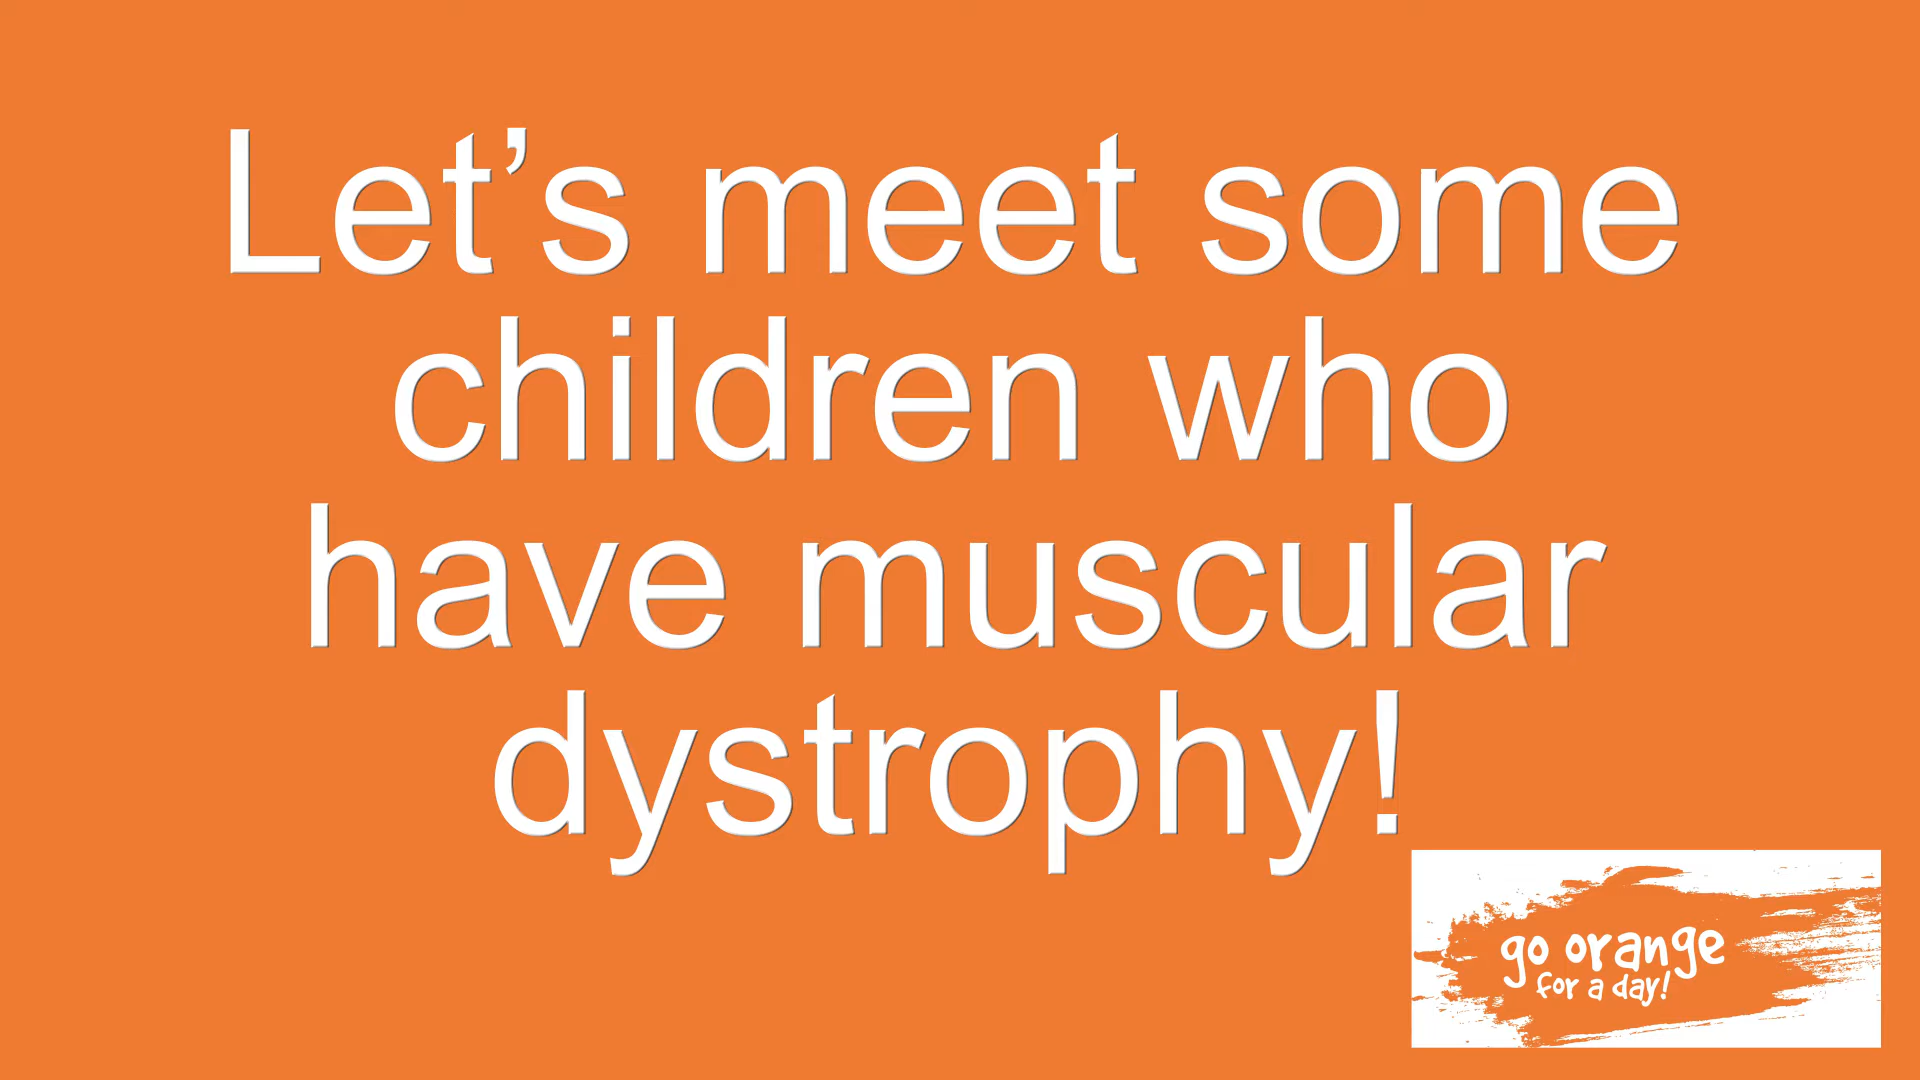 Let’s meet some
children who
have muscular
dystrophy!
go orange
for a day!